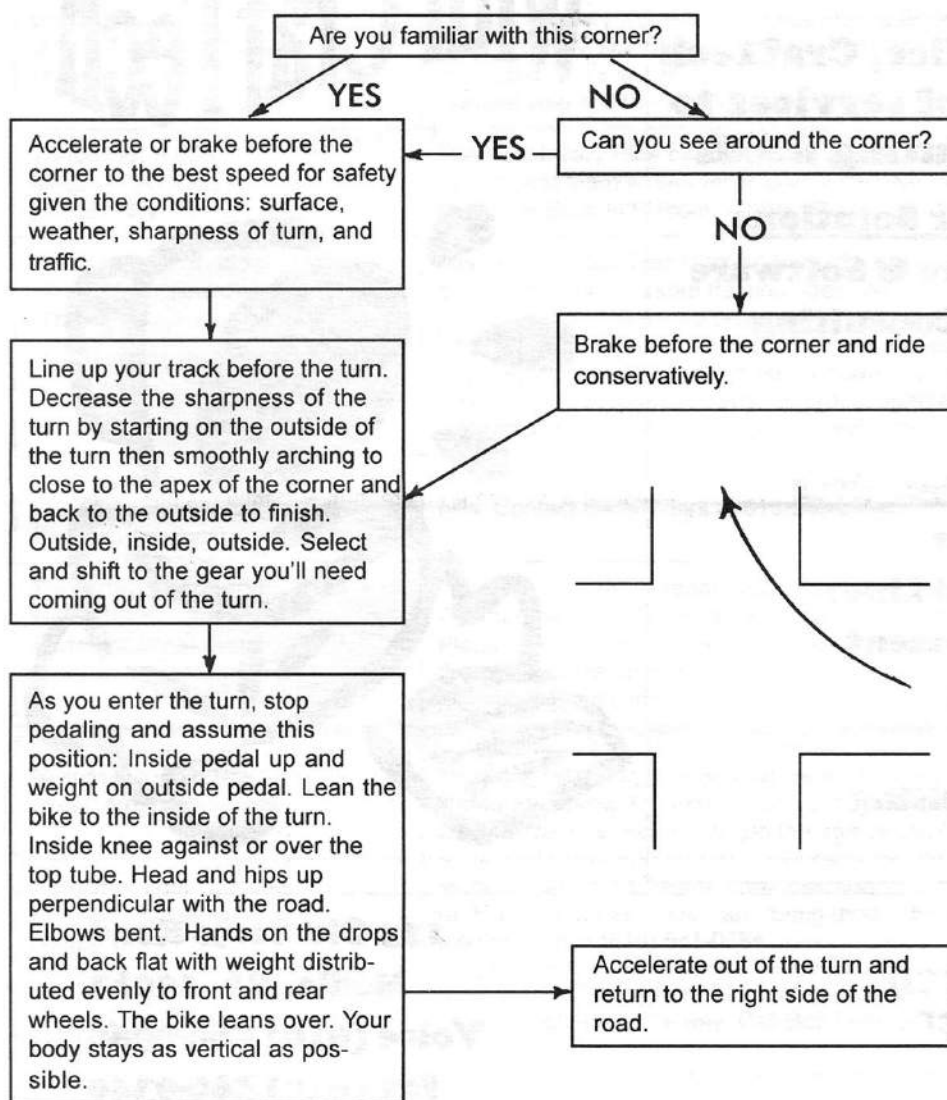 Are you familiar with this corner?
YES
NO
Accelerate or brake before the
corner to the best speed for safety
given the conditions: surface,
weather, sharpness of turn, and
traffic.
YES
Can you see around the corner?
NO
Line up your track before the turn.
Decrease the sharpness of the
turn by starting on the outside of
the turn then smoothly arching to
close to the apex of the corner and
back to the outside to finish.
Outside, inside, outside. Select
and shift to the gear you'll need
coming out of the turn.
Brake before the corner and ride
conservatively.
As you enter the turn, stop
pedaling and assume this
position: Inside pedal up and
weight on outside pedal. Lean the
bike to the inside of the turn.
Inside knee against or over the
top tube. Head and hips up
perpendicular with the road.
Elbows bent. Hands on the drops
and back flat with weight distrib-
uted evenly to front and rear
wheels. The bike leans over. Your
body stays as vertical as pos-
sible.
Accelerate out of the turn and
return to the right side of the
road.